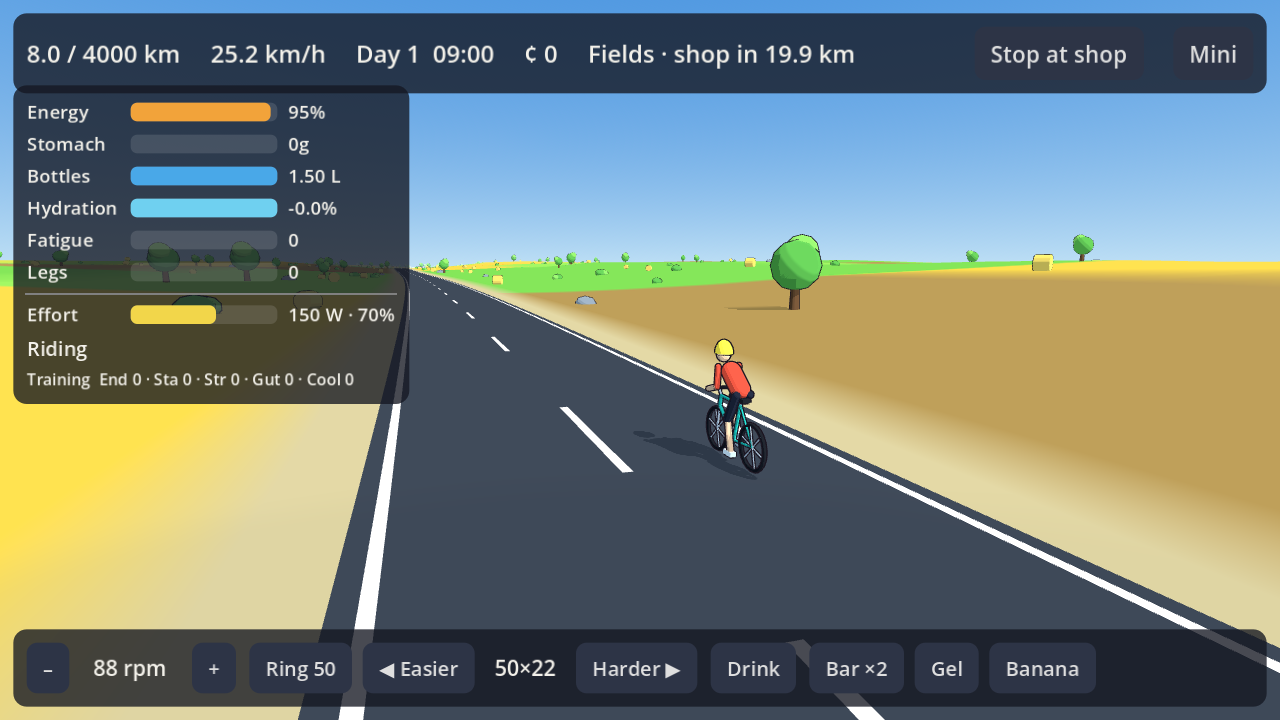 8.0 / 4000 km 25.2 km/h Day 1 09:00 ¢ 0 Fields · shop in 19.9 km Stop at shop Mini
Energy 95%
Stomach 0g
Bottles 1.50 L
Hydration -0.0%
Fatigue 0
Legs 0
Effort 150 W · 70%
Riding
Training End 0 · Sta 0 · Str 0 · Gut 0 · Cool 0
– 88 rpm + Ring 50 ◀ Easier 50×22 Harder ▶ Drink Bar ×2 Gel Banana